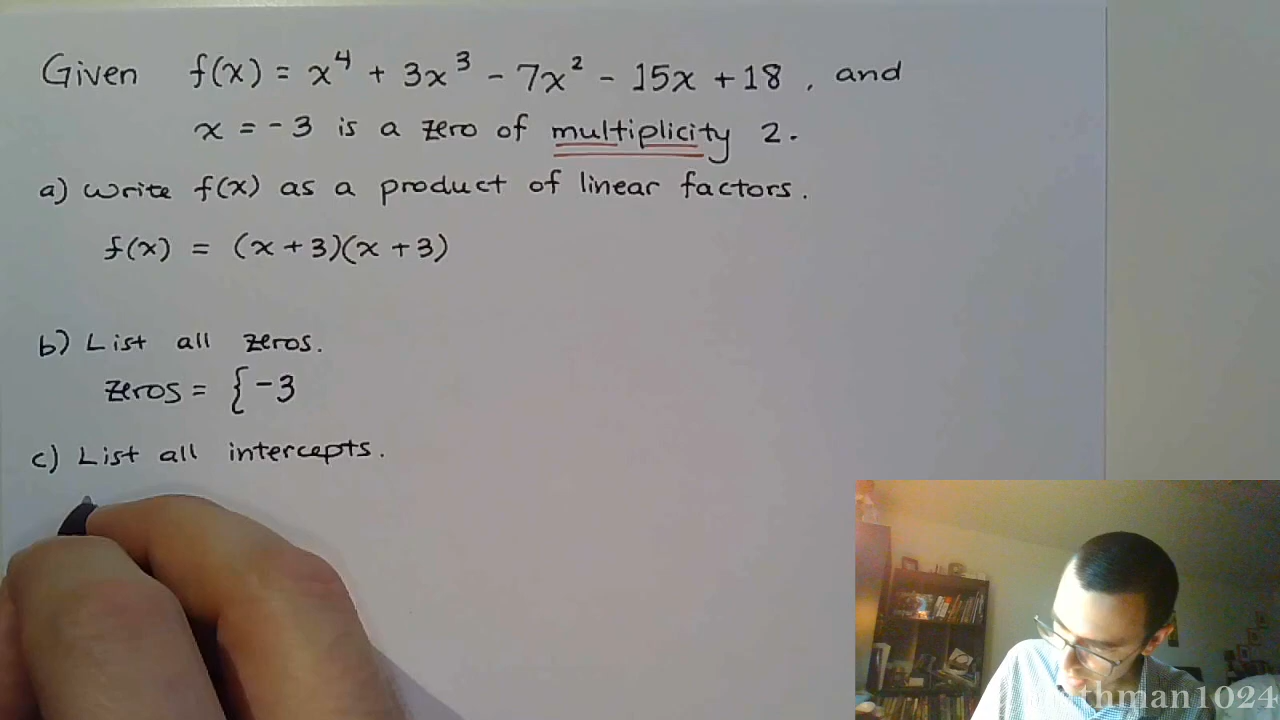 Given f(x) = x⁴ + 3x³ - 7x² - 15x + 18 , and
x = -3 is a zero of multiplicity 2.
a) Write f(x) as a product of linear factors.
f(x) = (x + 3)(x + 3)
b) List all zeros.
zeros = { -3
c) List all intercepts.